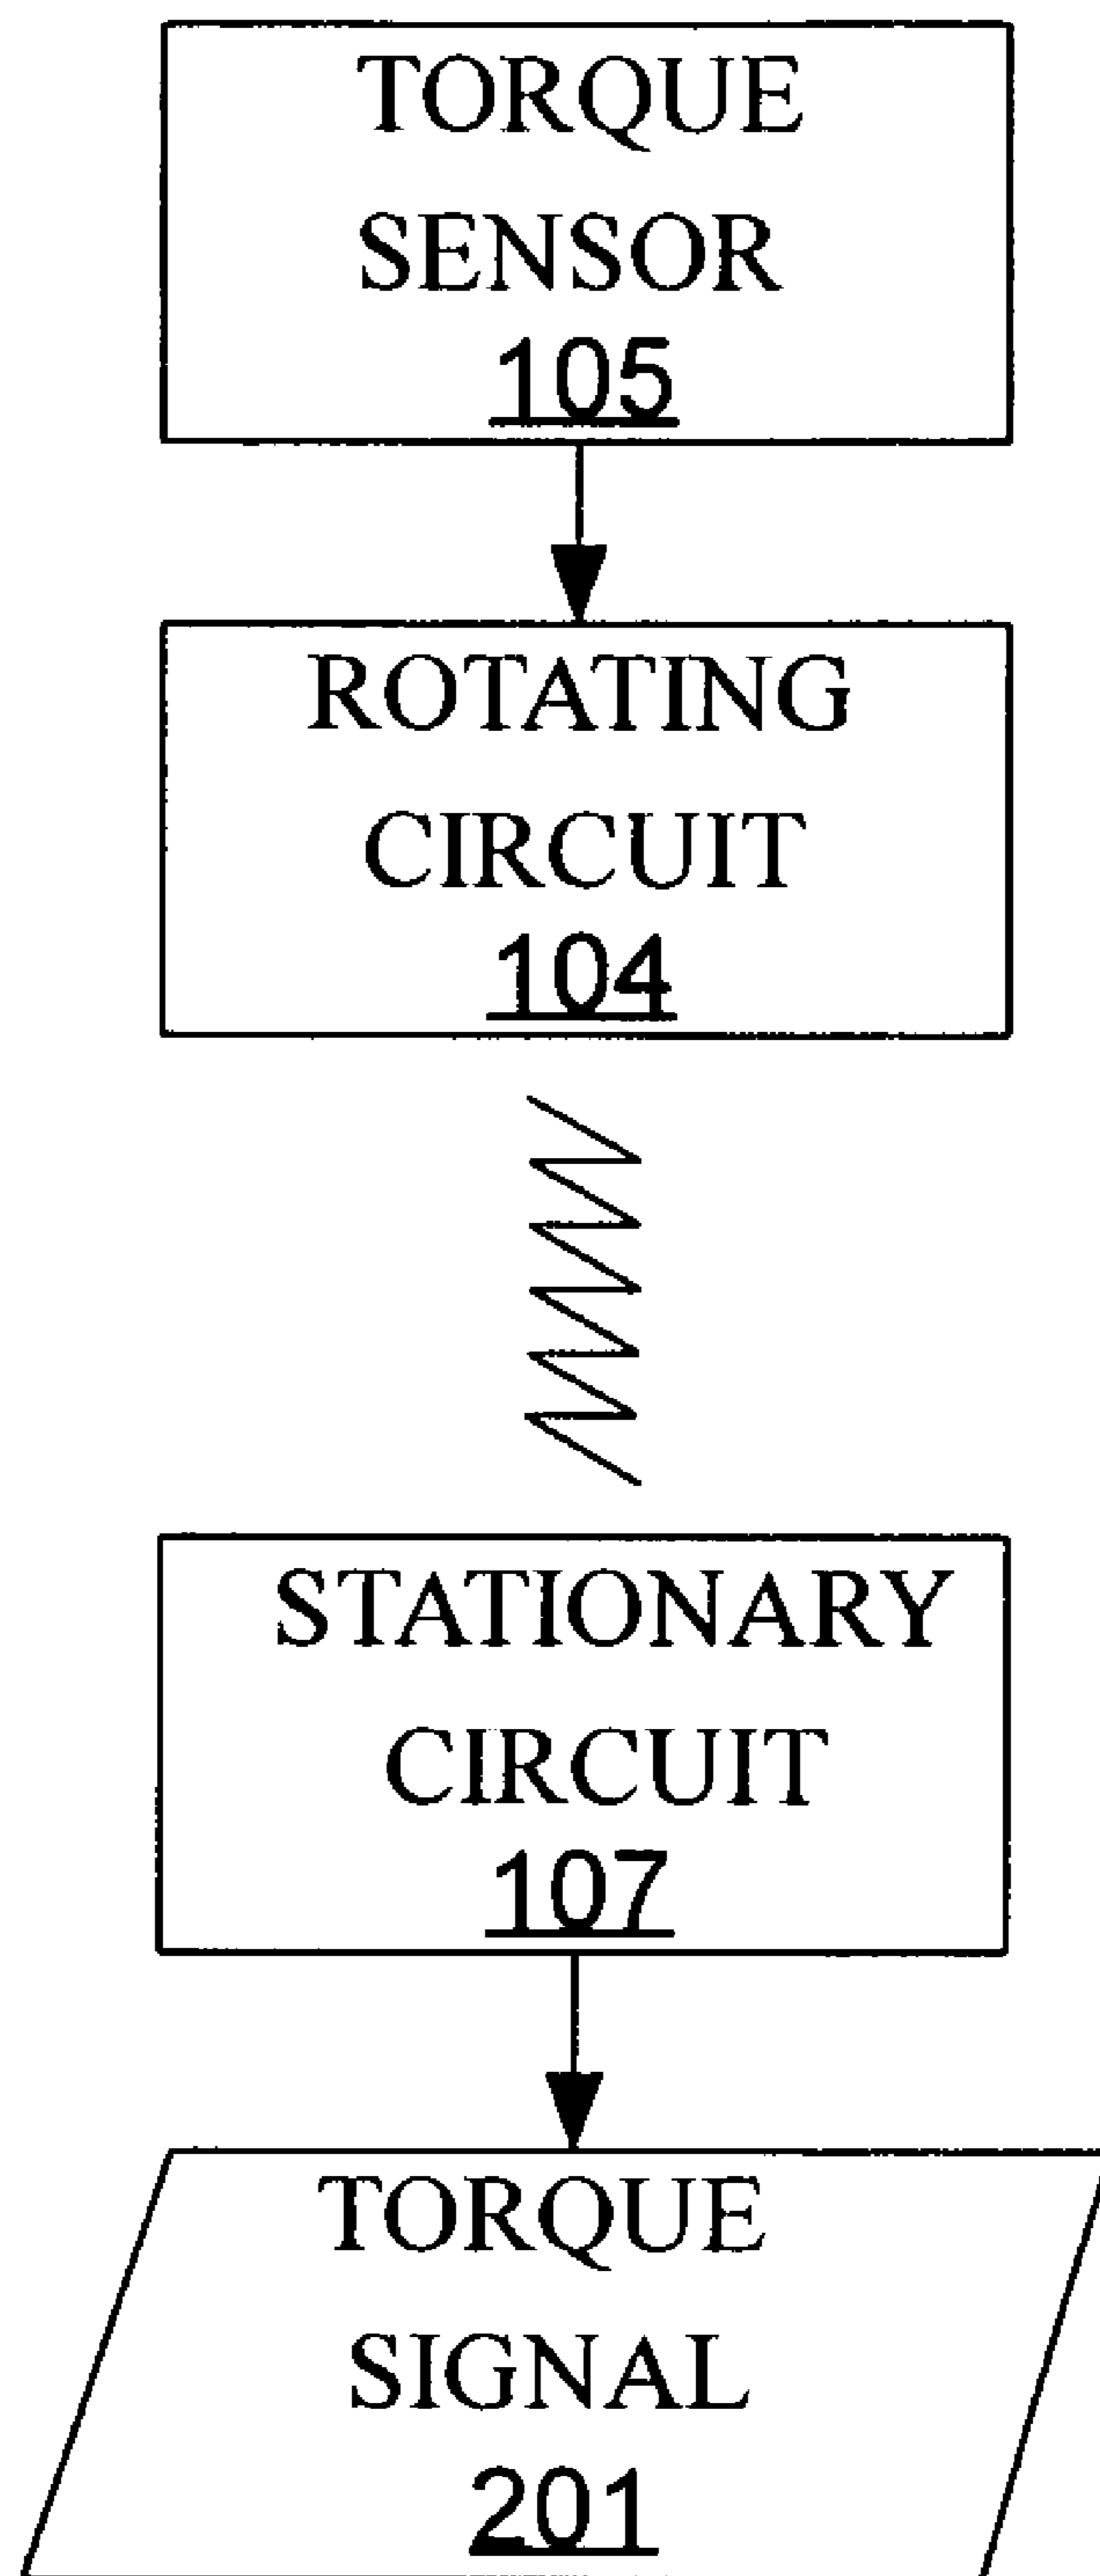 TORQUE
SENSOR
105
ROTATING
CIRCUIT
104
STATIONARY
CIRCUIT
107
TORQUE
SIGNAL
201